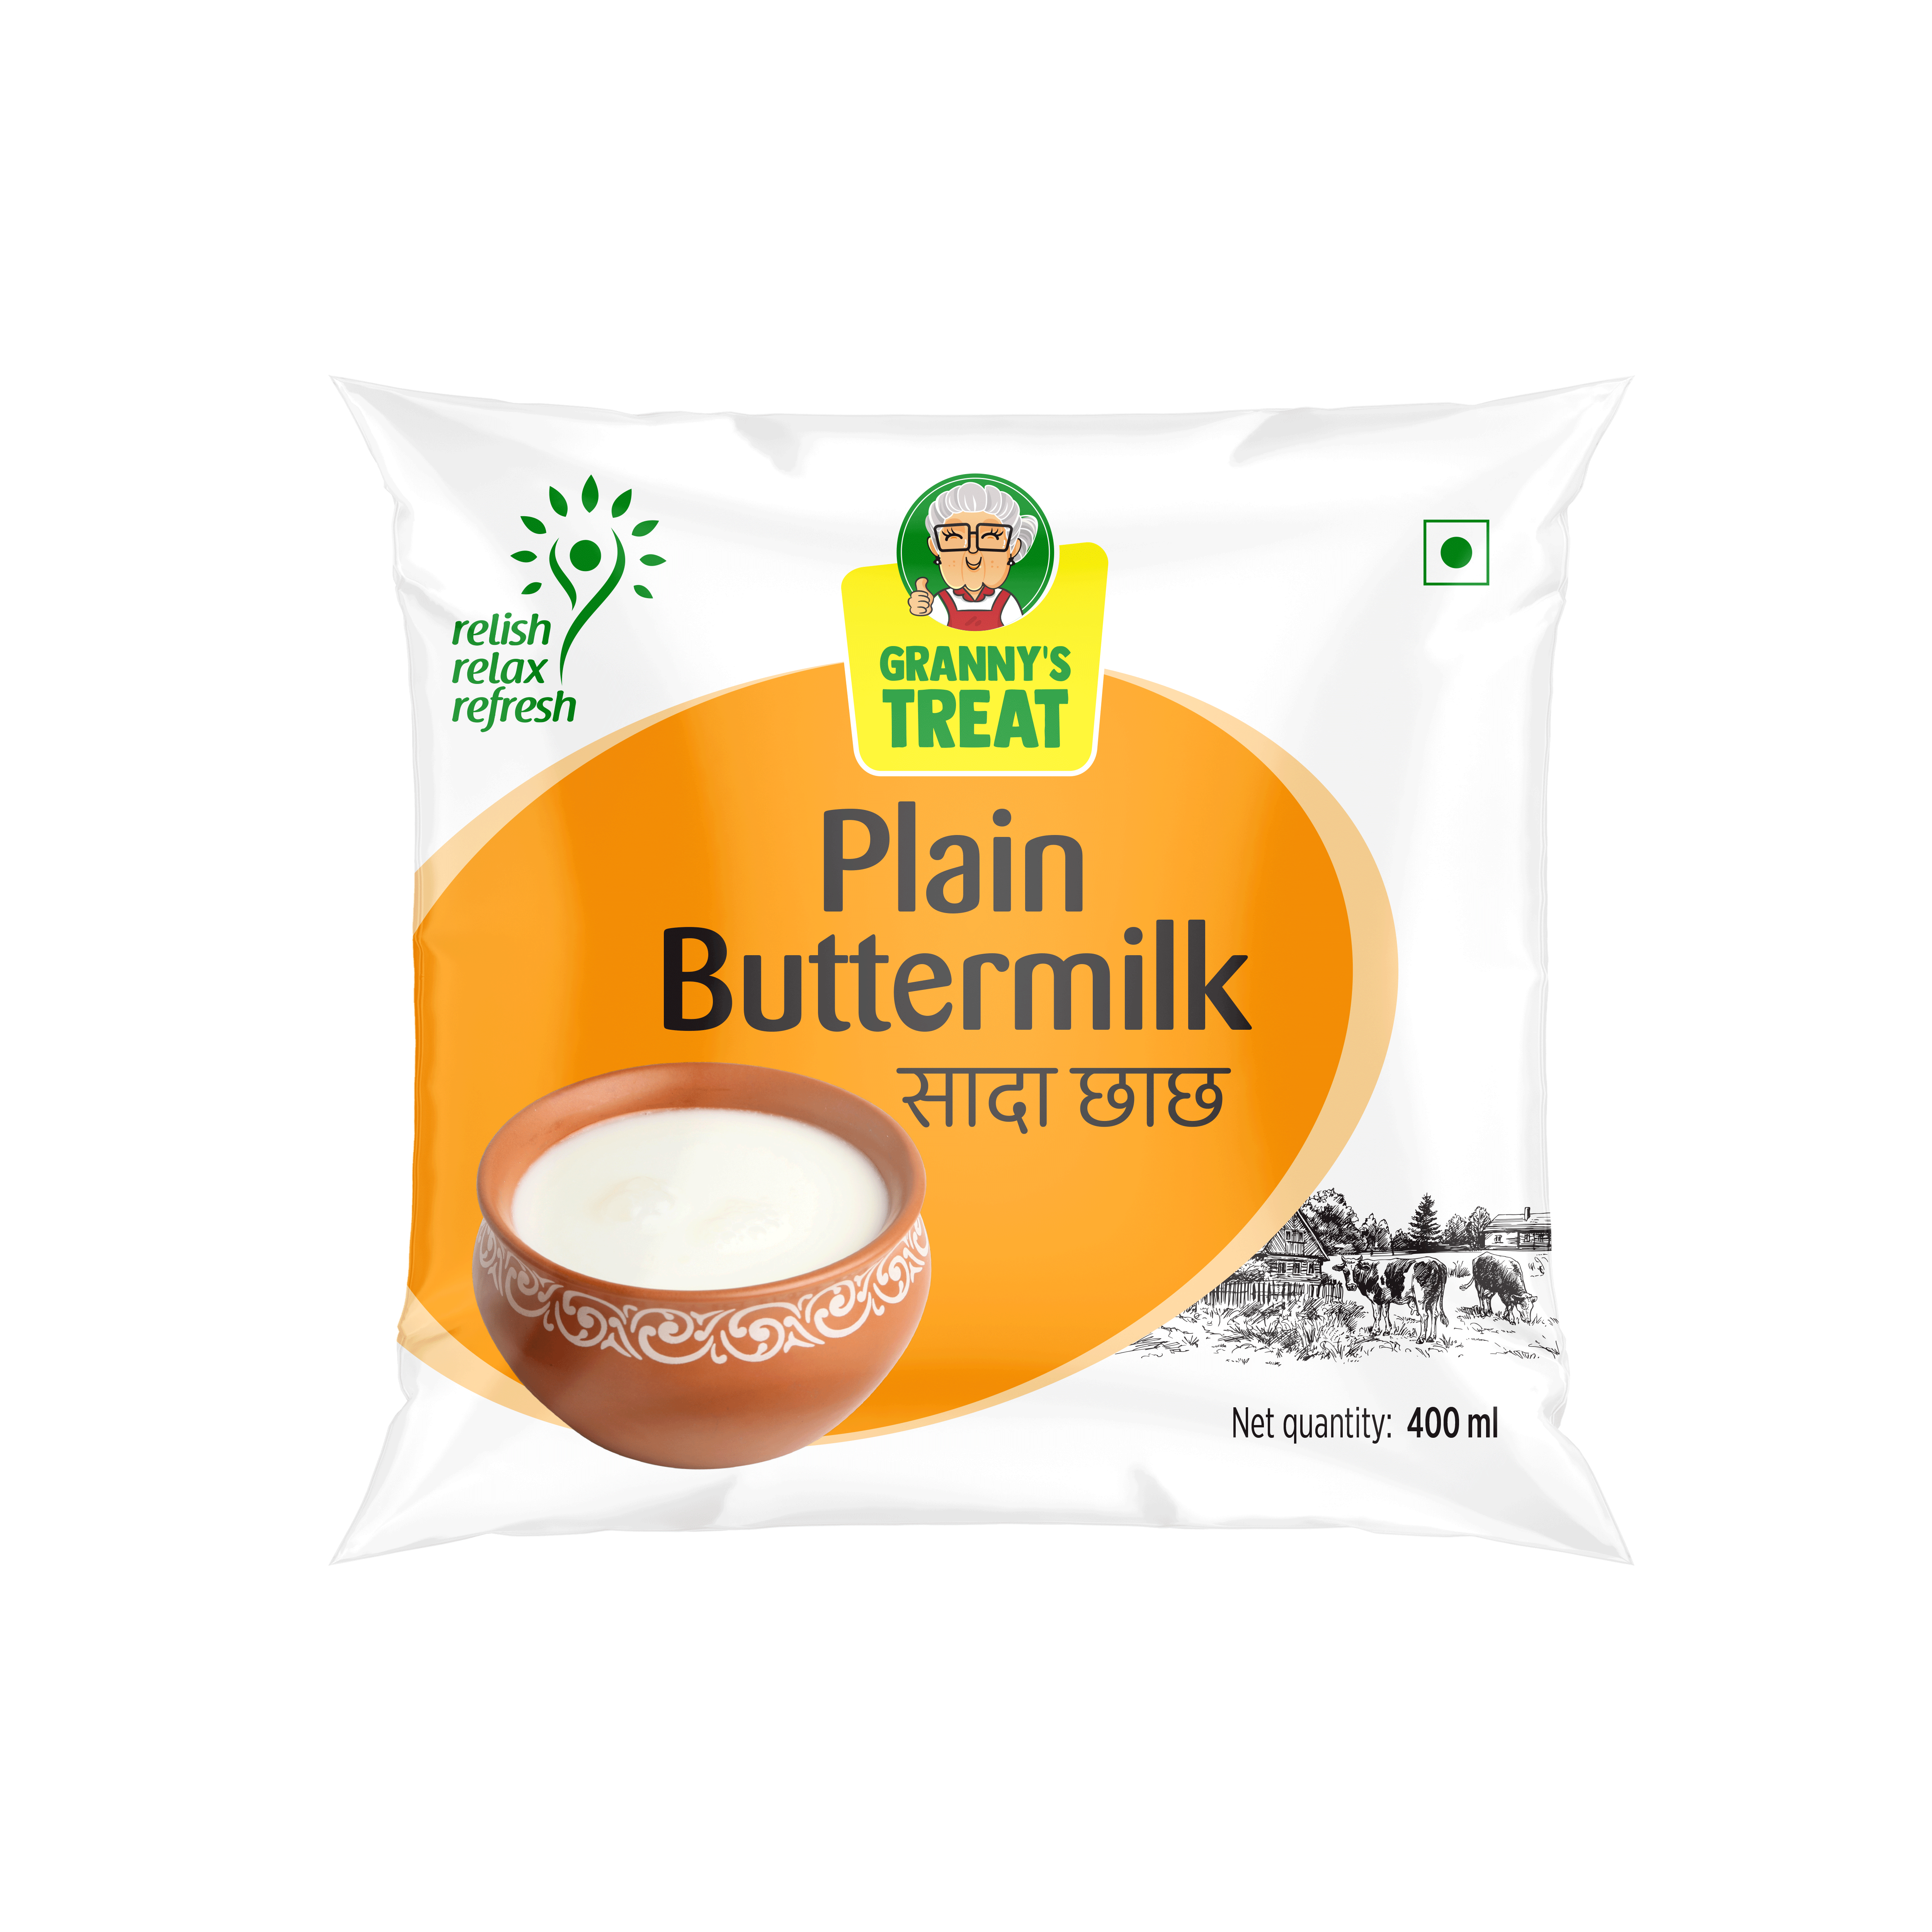 relish
relax
refresh
GRANNY'S
TREAT
Plain
Buttermilk
सादा छाछ
Net quantity: 400 ml